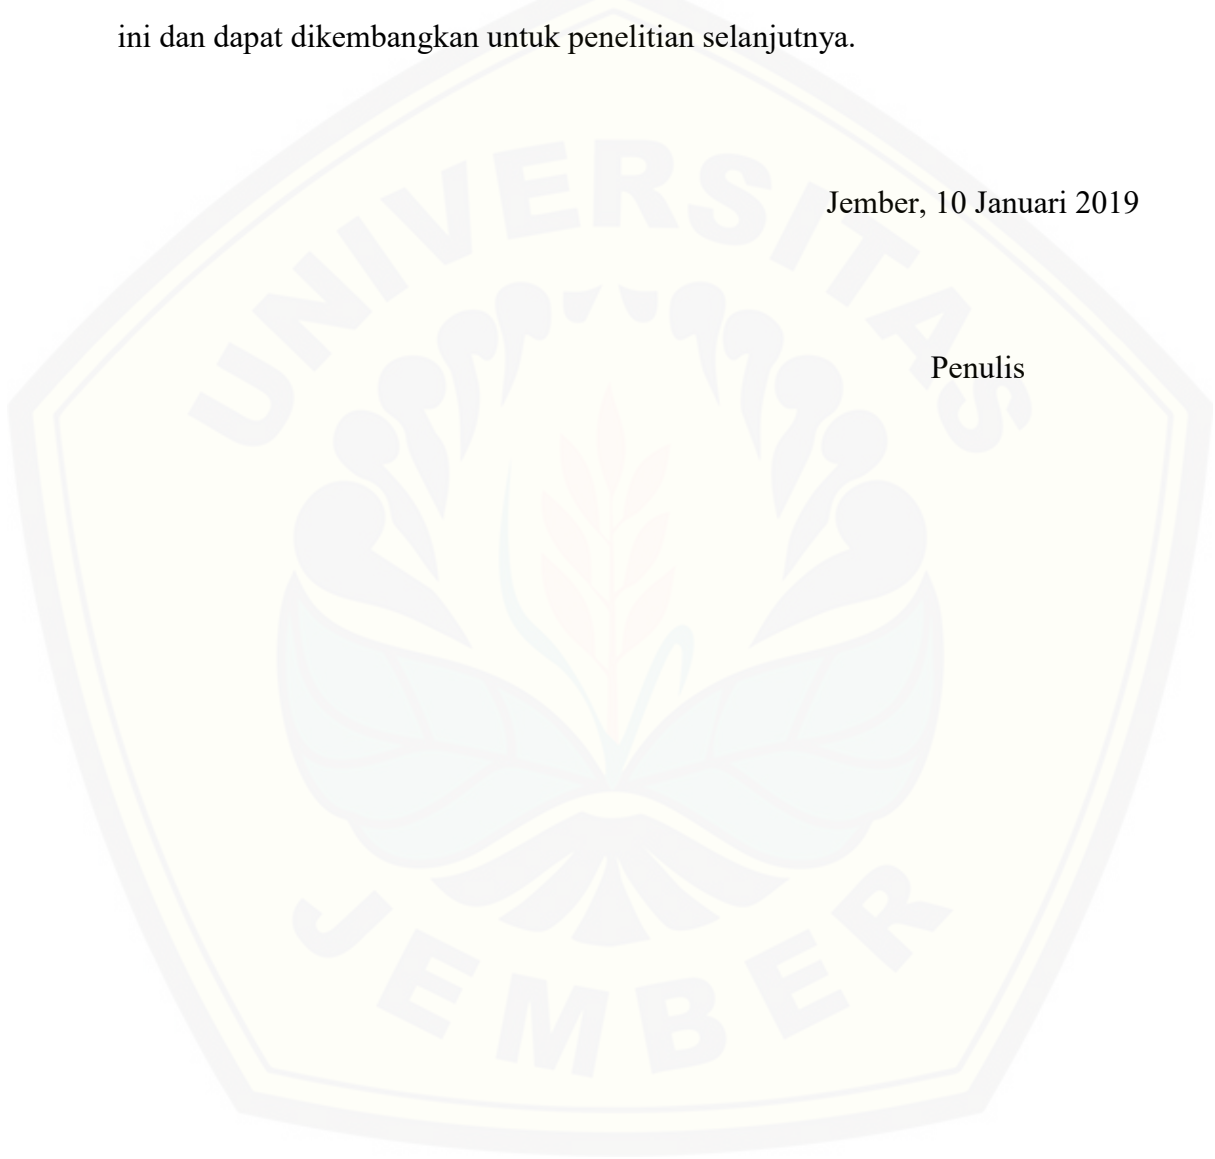 ini dan dapat dikembangkan untuk penelitian selanjutnya.
Jember, 10 Januari 2019
Penulis
UNIVERSITAS
JEMBER